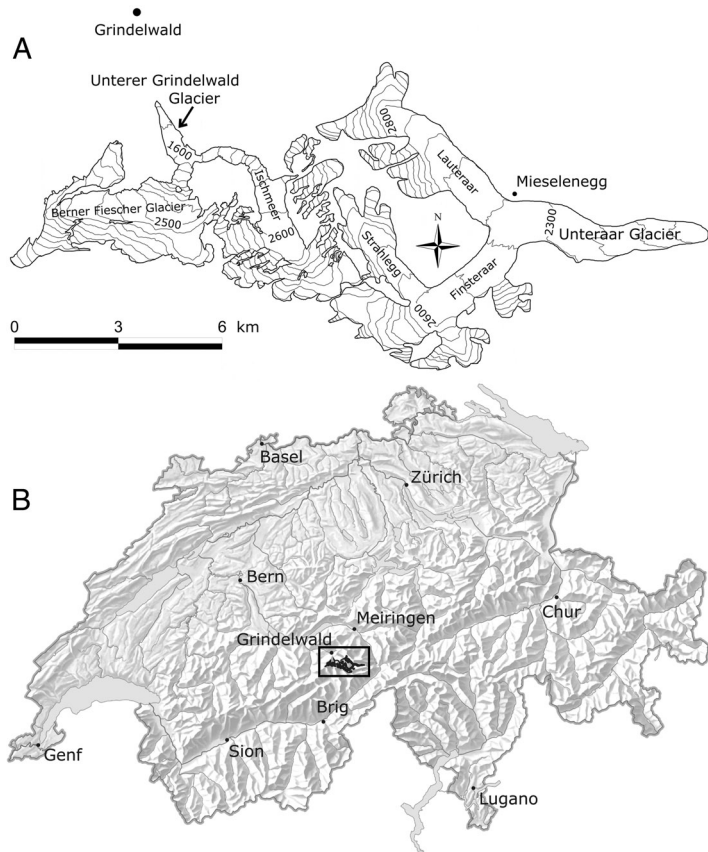 Grindelwald
A
Unterer Grindelwald
Glacier
1600
2800
Lauteraar
Mieselenegg
Ischmeer
Berner Fiescher Glacier
2500
2600
Strahlegg
N
2300
Unteraar Glacier
Finsteraar
2600
0 3 6 km
B
Basel
Zürich
Bern
Meiringen
Chur
Grindelwald
Brig
Genf
Sion
Lugano